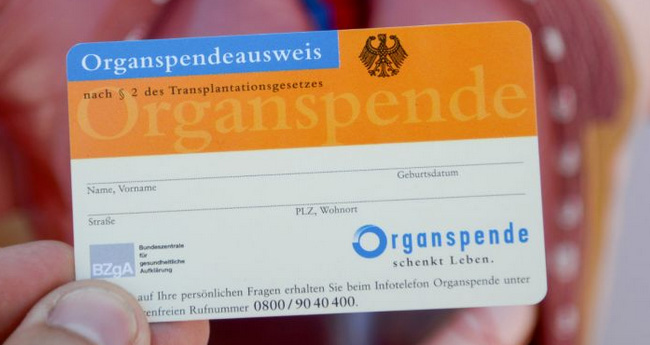 Organspendeausweis
nach § 2 des Transplantationsgesetzes
Organspende
Name, Vorname
Geburtsdatum
Straße
PLZ, Wohnort
BZgA
Bundeszentrale
für
gesundheitliche
Aufklärung
Organspende
schenkt Leben.
auf Ihre persönlichen Fragen erhalten Sie beim Infotelefon Organspende unter
Rufnummer 0800/90 40 400.